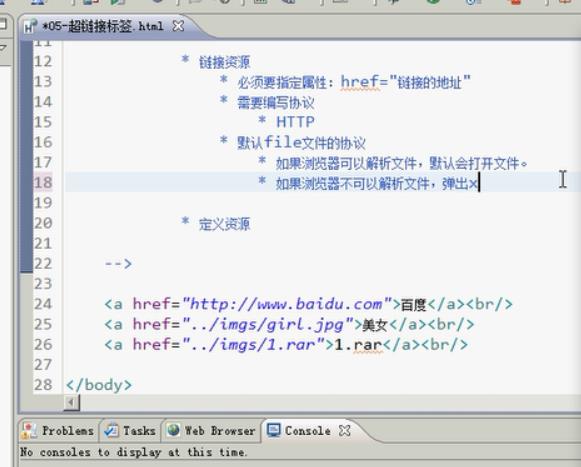 *05-超链接标签.html
11
12 * 链接资源
13 * 必须要指定属性：href="链接的地址"
14 * 需要编写协议
15 * HTTP
16 * 默认file文件的协议
17 * 如果浏览器可以解析文件，默认会打开文件。
18 * 如果浏览器不可以解析文件，弹出x
19
20 * 定义资源
21
22 -->
23
24 <a href="http://www.baidu.com">百度</a><br/>
25 <a href="../imgs/girl.jpg">美女</a><br/>
26 <a href="../imgs/1.rar">1.rar</a><br/>
27
28 </body>
Problems Tasks Web Browser Console
No consoles to display at this time.